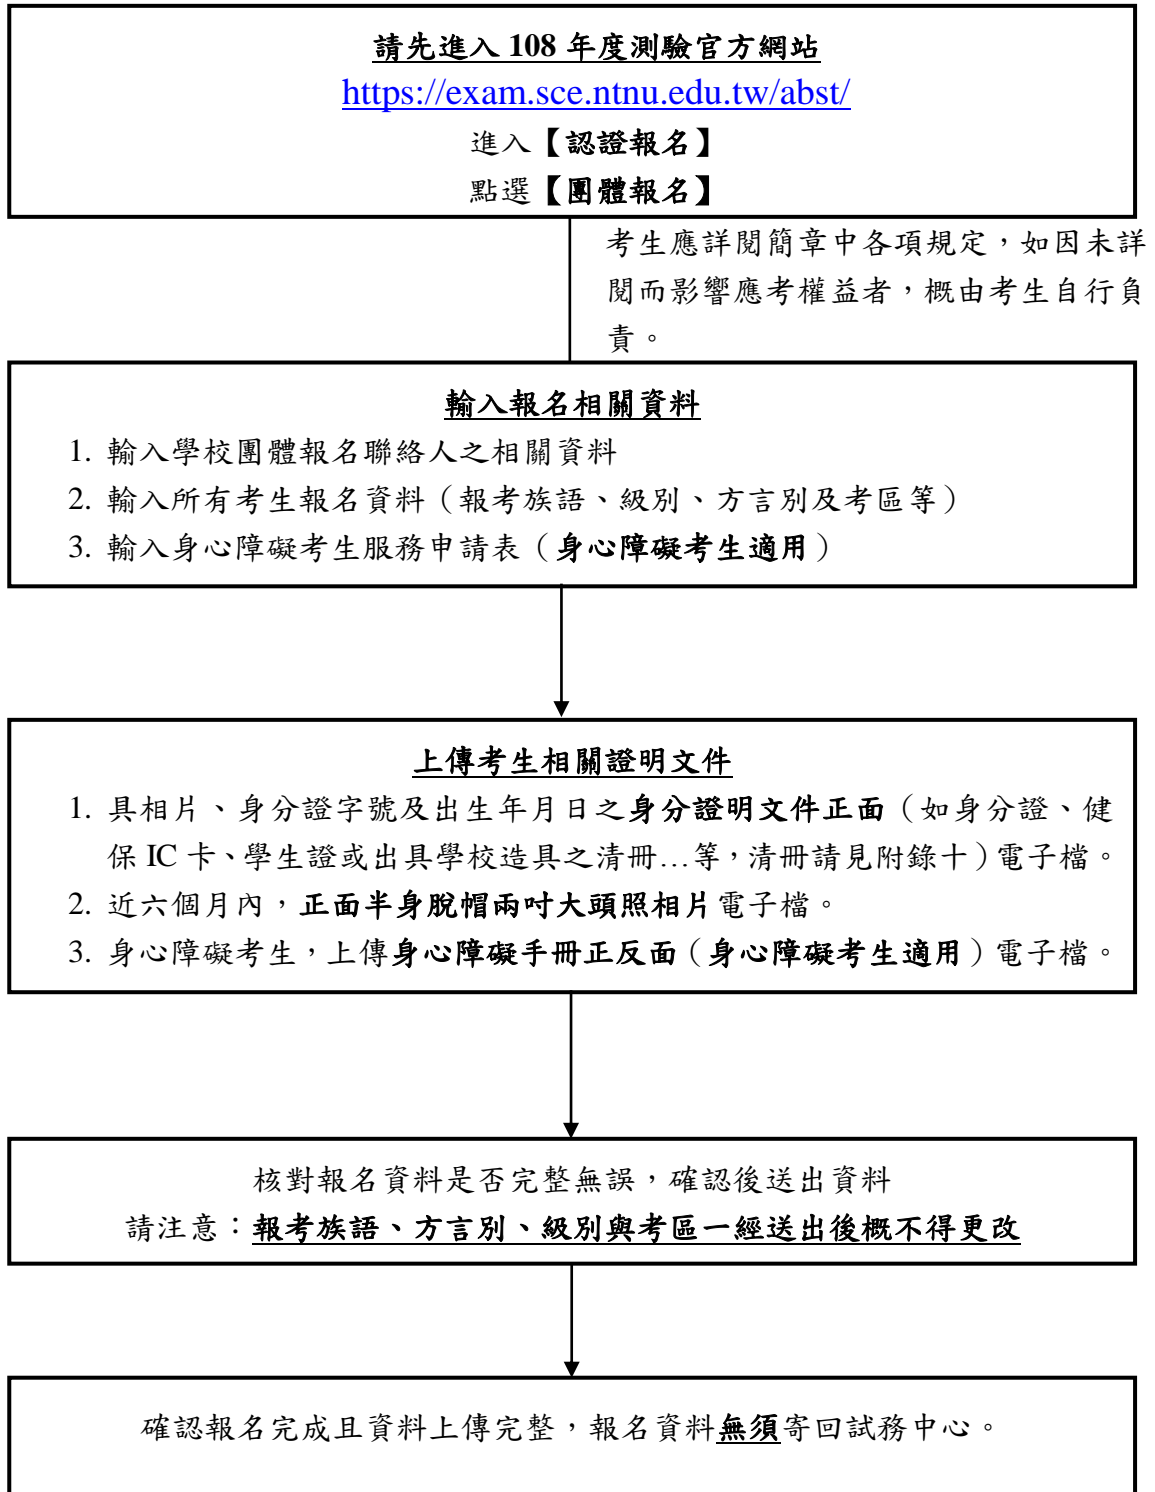 請先進入 108 年度測驗官方網站
https://exam.sce.ntnu.edu.tw/abst/
進入【認證報名】
點選【團體報名】
考生應詳閱簡章中各項規定，如因未詳
閱而影響應考權益者，概由考生自行負
責。
輸入報名相關資料
1. 輸入學校團體報名聯絡人之相關資料
2. 輸入所有考生報名資料（報考族語、級別、方言別及考區等）
3. 輸入身心障礙考生服務申請表（身心障礙考生適用）
上傳考生相關證明文件
1. 具相片、身分證字號及出生年月日之身分證明文件正面（如身分證、健
保 IC 卡、學生證或出具學校造具之清冊…等，清冊請見附錄十）電子檔。
2. 近六個月內，正面半身脫帽兩吋大頭照相片電子檔。
3. 身心障礙考生，上傳身心障礙手冊正反面（身心障礙考生適用）電子檔。
核對報名資料是否完整無誤，確認後送出資料
請注意：報考族語、方言別、級別與考區一經送出後概不得更改
確認報名完成且資料上傳完整，報名資料無須寄回試務中心。